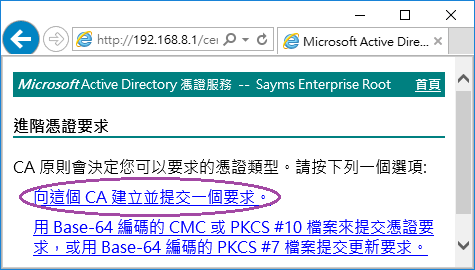 http://192.168.8.1/cei
Microsoft Active Dire...
Microsoft Active Directory 憑證服務 -- Sayms Enterprise Root 首頁
進階憑證要求
CA 原則會決定您可以要求的憑證類型。請按下列一個選項:
向這個 CA 建立並提交一個要求。
用 Base-64 編碼的 CMC 或 PKCS #10 檔案來提交憑證要
求，或用 Base-64 編碼的 PKCS #7 檔案提交更新要求。